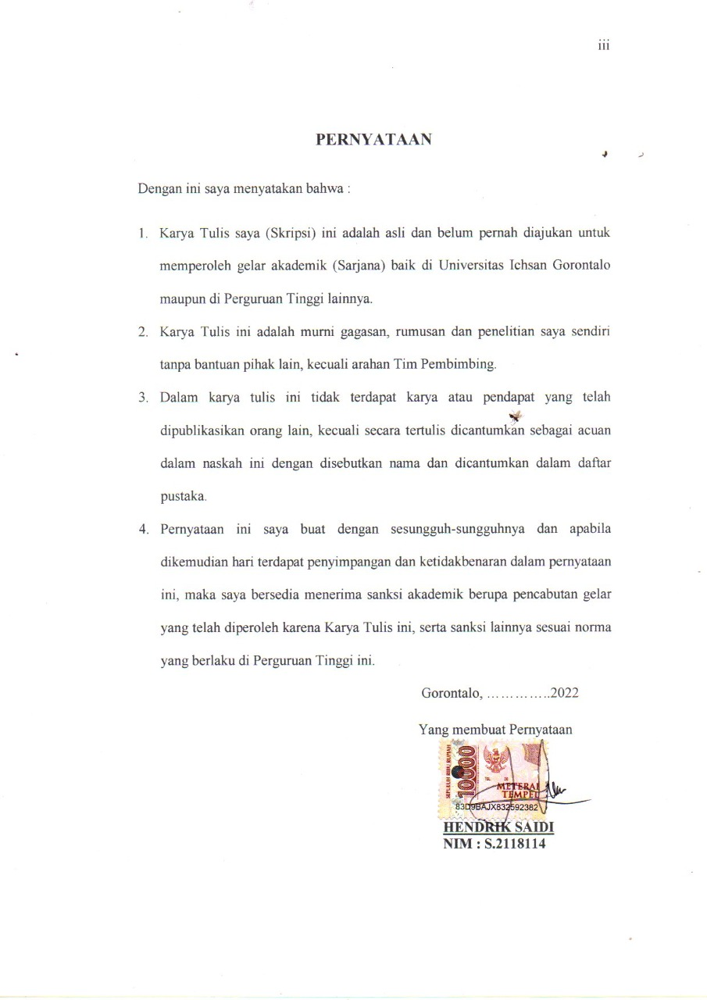 iii
PERNYATAAN
Dengan ini saya menyatakan bahwa :
1. Karya Tulis saya (Skripsi) ini adalah asli dan belum pernah diajukan untuk
memperoleh gelar akademik (Sarjana) baik di Universitas Ichsan Gorontalo
maupun di Perguruan Tinggi lainnya.
2. Karya Tulis ini adalah murni gagasan, rumusan dan penelitian saya sendiri
tanpa bantuan pihak lain, kecuali arahan Tim Pembimbing.
3. Dalam karya tulis ini tidak terdapat karya atau pendapat yang telah
dipublikasikan orang lain, kecuali secara tertulis dicantumkan sebagai acuan
dalam naskah ini dengan disebutkan nama dan dicantumkan dalam daftar
pustaka.
4. Pernyataan ini saya buat dengan sesungguh-sungguhnya dan apabila
dikemudian hari terdapat penyimpangan dan ketidakbenaran dalam pernyataan
ini, maka saya bersedia menerima sanksi akademik berupa pencabutan gelar
yang telah diperoleh karena Karya Tulis ini, serta sanksi lainnya sesuai norma
yang berlaku di Perguruan Tinggi ini.
Gorontalo, …………..2022
Yang membuat Pernyataan
SEPULUH RIBU RUPIAH
10000
METERAI
TEMPEL
83D9BAJX832592382
HENDRIK SAIDI
NIM : S.2118114